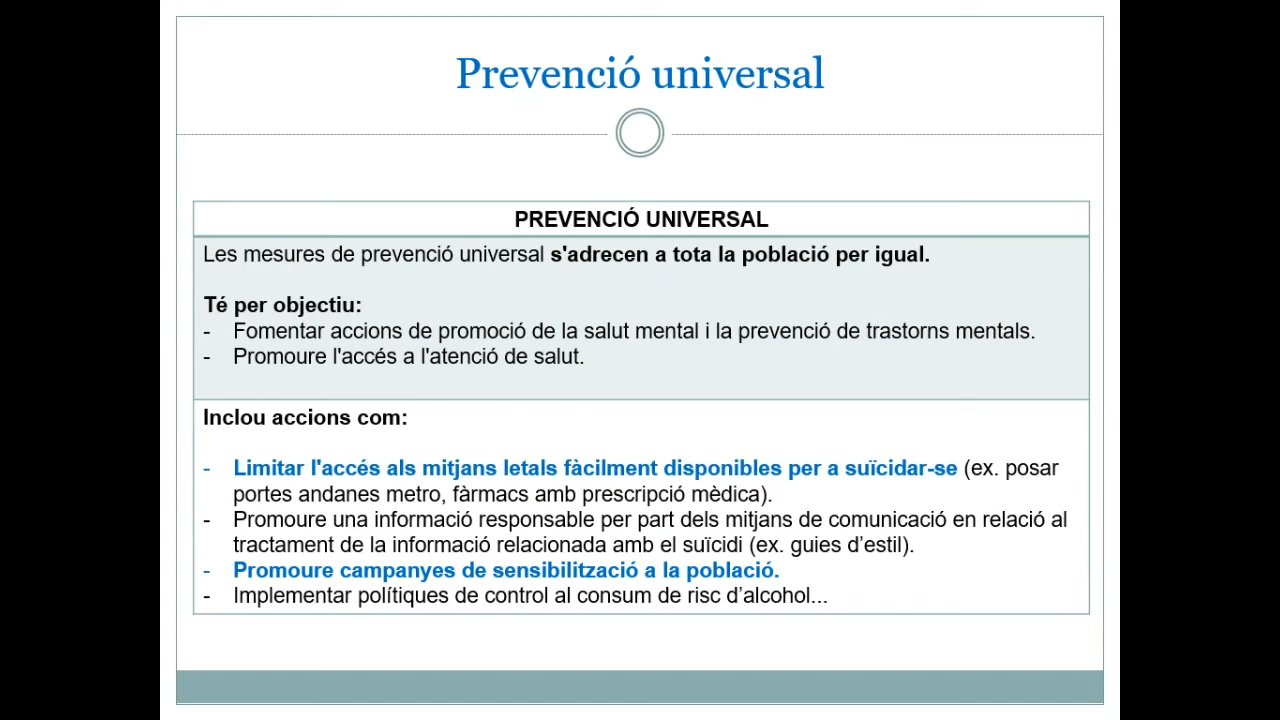 Prevenció universal
PREVENCIÓ UNIVERSAL
Les mesures de prevenció universal s'adrecen a tota la població per igual.
Té per objectiu:
- Fomentar accions de promoció de la salut mental i la prevenció de trastorns mentals.
- Promoure l'accés a l'atenció de salut.
Inclou accions com:
- Limitar l'accés als mitjans letals fàcilment disponibles per a suïcidar-se (ex. posar
portes andanes metro, fàrmacs amb prescripció mèdica).
- Promoure una informació responsable per part dels mitjans de comunicació en relació al
tractament de la informació relacionada amb el suïcidi (ex. guies d’estil).
- Promoure campanyes de sensibilització a la població.
- Implementar polítiques de control al consum de risc d’alcohol...